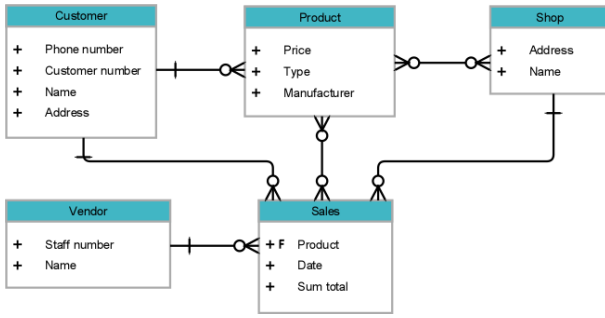 Customer
+ Phone number
+ Customer number
+ Name
+ Address
Product
+ Price
+ Type
+ Manufacturer
Shop
+ Address
+ Name
Vendor
+ Staff number
+ Name
Sales
+ F Product
+ Date
+ Sum total